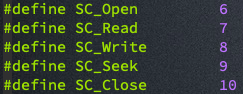 #define SC_Open 6
#define SC_Read 7
#define SC_Write 8
#define SC_Seek 9
#define SC_Close 10